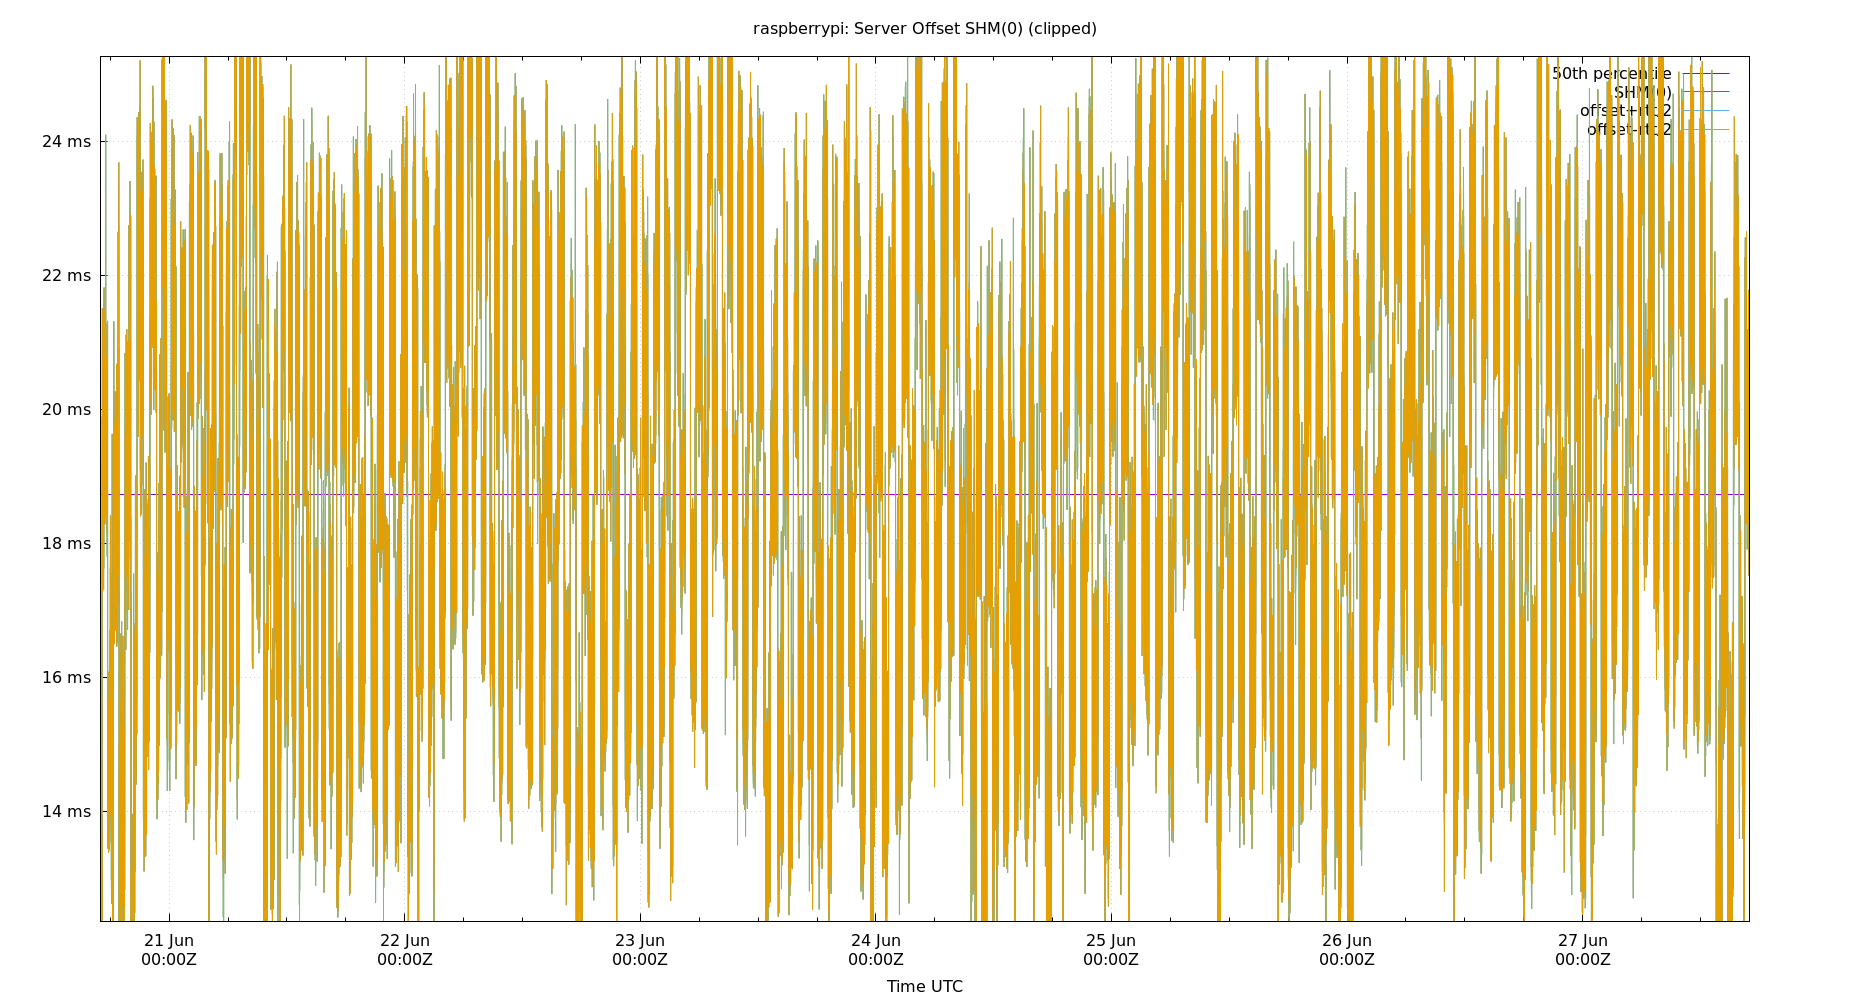 raspberrypi: Server Offset SHM(0) (clipped)
50th percentile
SHM(0)
offset+rtt/2
offset-rtt/2
24 ms
22 ms
20 ms
18 ms
16 ms
14 ms
21 Jun 22 Jun 23 Jun 24 Jun 25 Jun 26 Jun 27 Jun
00:00Z 00:00Z 00:00Z 00:00Z 00:00Z 00:00Z 00:00Z
Time UTC